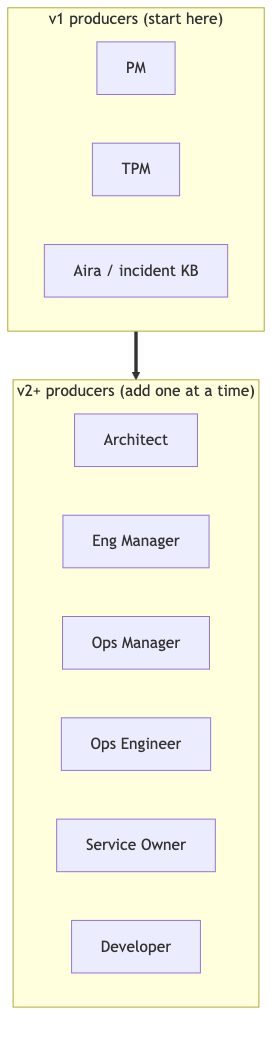 v1 producers (start here)
PM
TPM
Aira / incident KB
v2+ producers (add one at a time)
Architect
Eng Manager
Ops Manager
Ops Engineer
Service Owner
Developer